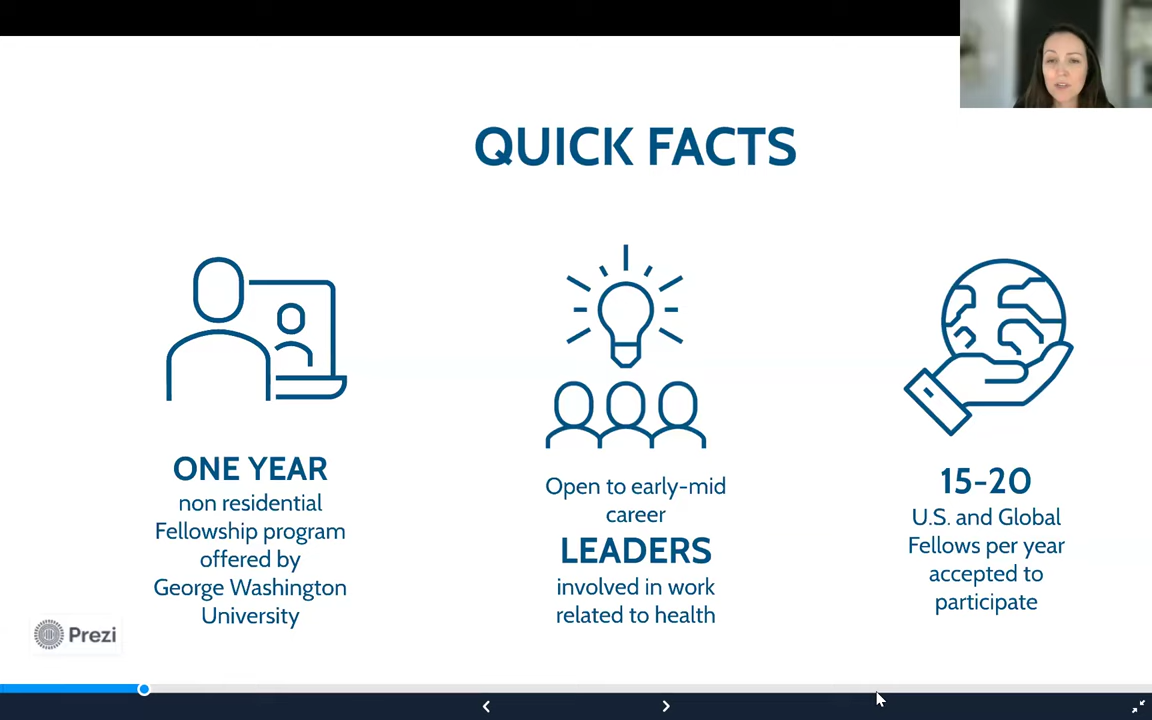 QUICK FACTS
ONE YEAR
non residential
Fellowship program
offered by
George Washington
University
Open to early-mid
career
LEADERS
involved in work
related to health
15-20
U.S. and Global
Fellows per year
accepted to
participate
Prezi